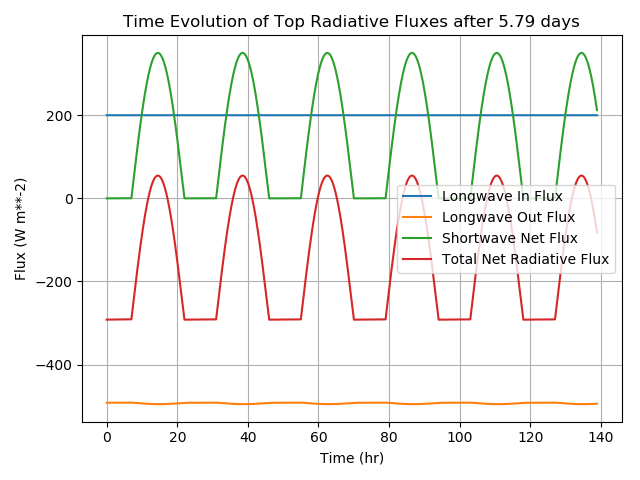 Time Evolution of Top Radiative Fluxes after 5.79 days
Flux (W m**-2)
200
0
−200
−400
Longwave In Flux
Longwave Out Flux
Shortwave Net Flux
Total Net Radiative Flux
0 20 40 60 80 100 120 140
Time (hr)